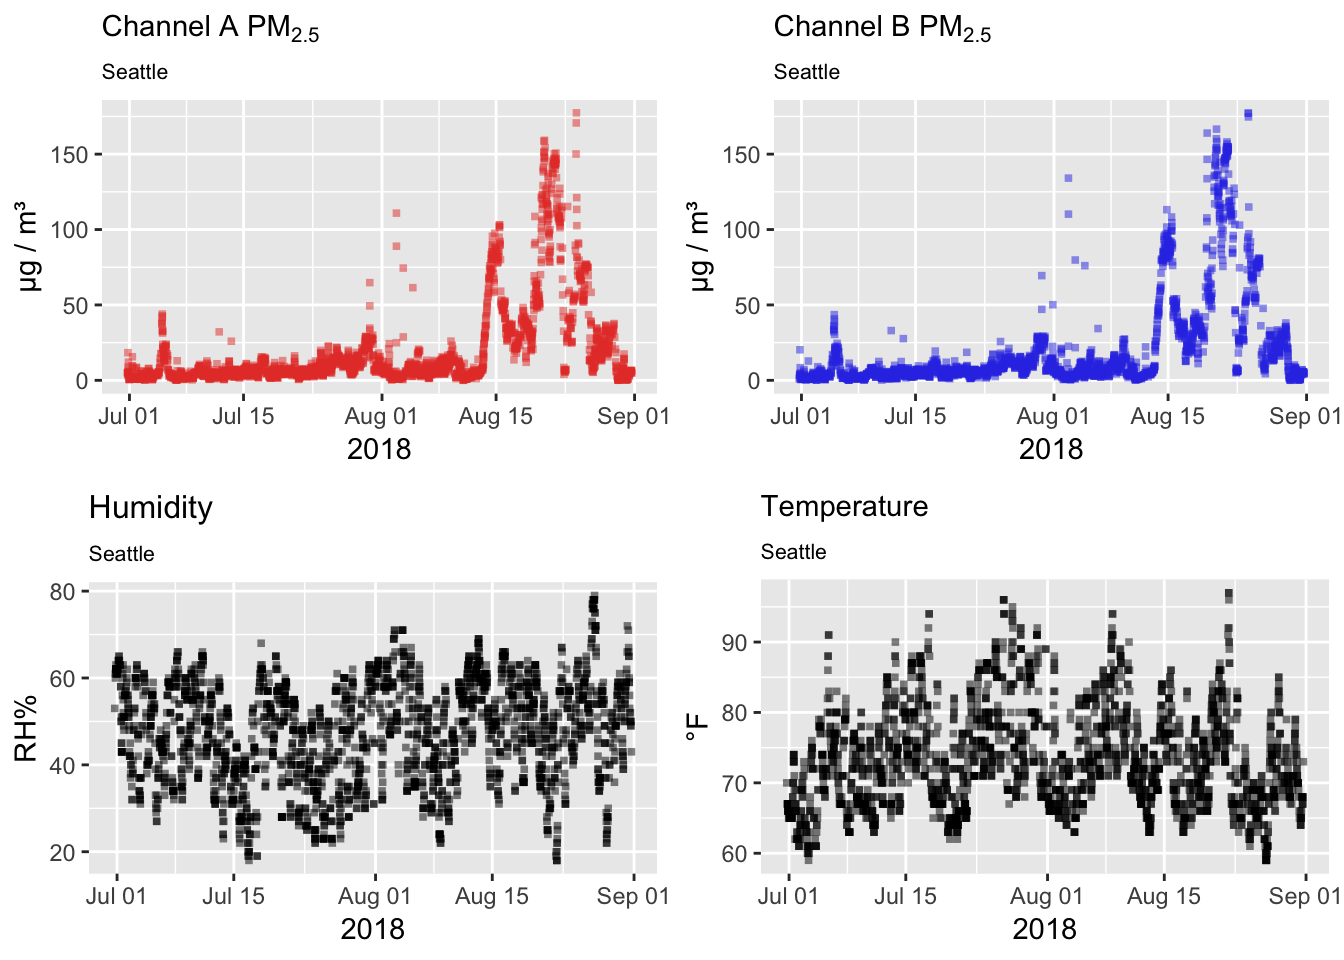 Channel A PM2.5
Seattle
µg / m³
150
100
50
0
Jul 01 Jul 15 Aug 01 Aug 15 Sep 01
2018
Channel B PM2.5
Seattle
µg / m³
150
100
50
0
Jul 01 Jul 15 Aug 01 Aug 15 Sep 01
2018
Humidity
Seattle
RH%
80
60
40
20
Jul 01 Jul 15 Aug 01 Aug 15 Sep 01
2018
Temperature
Seattle
°F
90
80
70
60
Jul 01 Jul 15 Aug 01 Aug 15 Sep 01
2018